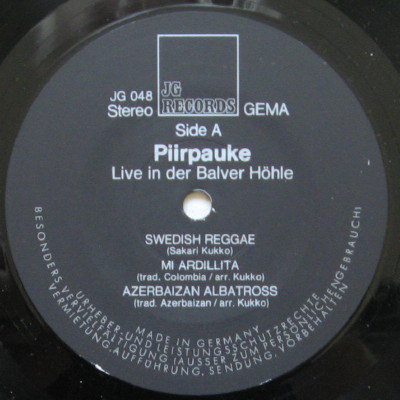 JG
RECORDS
JG 048
Stereo
GEMA
Side A
Piirpauke
Live in der Balver Höhle
SWEDISH REGGAE
(Sakari Kukko)
MI ARDILLITA
(trad. Colombia / arr. Kukko)
AZERBAIZAN ALBATROSS
(trad. Azerbaizan / arr. Kukko)
MADE IN GERMANY
URHEBER- UND LEISTUNGSSCHUTZRECHTE
BESONDERS VERVIELFÄLTIGUNG (AUSSER ZUM PERSÖNLICHEN GEBRAUCH)
VERMIETUNG, AUFFÜHRUNG, SENDUNG, VORBEHALTEN